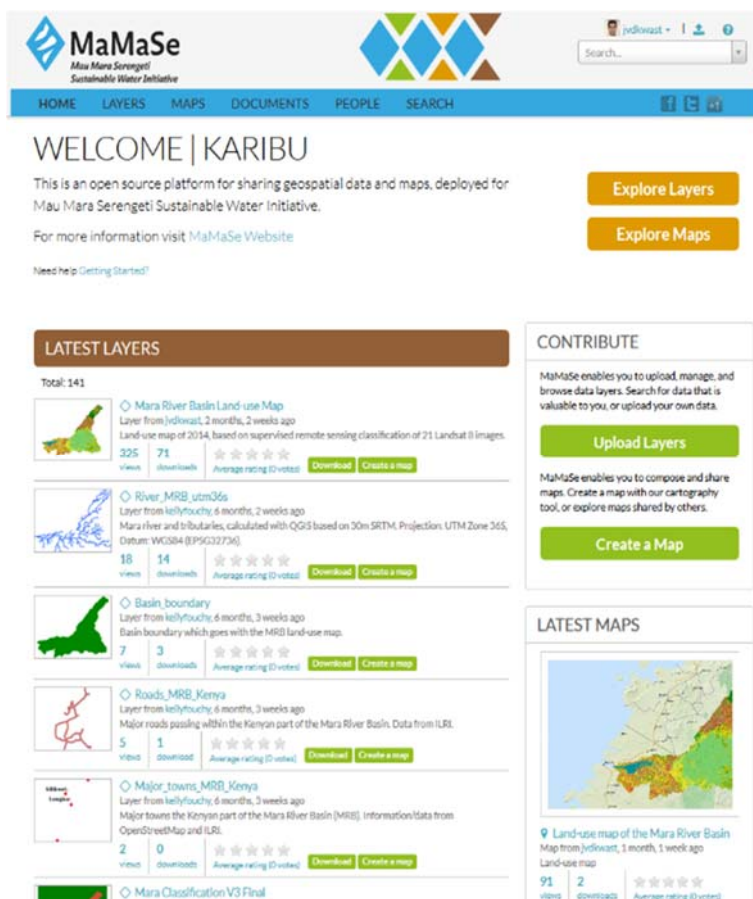 MaMaSe
Mau Mara Serengeti
Sustainable Water Initiative
jvdkwast
Search...
HOME LAYERS MAPS DOCUMENTS PEOPLE SEARCH
WELCOME | KARIBU
This is an open source platform for sharing geospatial data and maps, deployed for
Mau Mara Serengeti Sustainable Water Initiative.
For more information visit MaMaSe Website
Need help Getting Started?
Explore Layers
Explore Maps
LATEST LAYERS
Total: 141
Mara River Basin Land-use Map
Layer from jvdkwast, 2 months, 2 weeks ago
Land-use map of 2014, based on supervised remote sensing classification of 21 Landsat 8 images.
325 71
views downloads Average rating (0 votes) Download Create a map
River_MRB_utm36s
Layer from kellyfouchy, 6 months, 2 weeks ago
Mara river and tributaries, calculated with QGIS based on 30m SRTM. Projection: UTM Zone 36S,
Datum: WGS84 (EPSG32736).
18 14
views downloads Average rating (0 votes) Download Create a map
Basin_boundary
Layer from kellyfouchy, 6 months, 3 weeks ago
Basin boundary which goes with the MRB land-use map.
7 3
views downloads Average rating (0 votes) Download Create a map
Roads_MRB_Kenya
Layer from kellyfouchy, 6 months, 3 weeks ago
Major roads passing within the Kenyan part of the Mara River Basin. Data from ILRI.
5 1
views download Average rating (0 votes) Download Create a map
Major_towns_MRB_Kenya
Layer from kellyfouchy, 6 months, 3 weeks ago
Major towns the Kenyan part of the Mara River Basin (MRB). Information/data from
OpenStreetMap and ILRI.
2 0
views downloads Average rating (0 votes) Download Create a map
Mara Classification V3 Final
CONTRIBUTE
MaMaSe enables you to upload, manage, and
browse data layers. Search for data that is
valuable to you, or upload your own data.
Upload Layers
MaMaSe enables you to compose and share
maps. Create a map with our cartography
tool, or explore maps shared by others.
Create a Map
LATEST MAPS
Land-use map of the Mara River Basin
Map from jvdkwast, 1 month, 1 week ago
Land-use map
91 2
views downloads Average rating (0 votes)